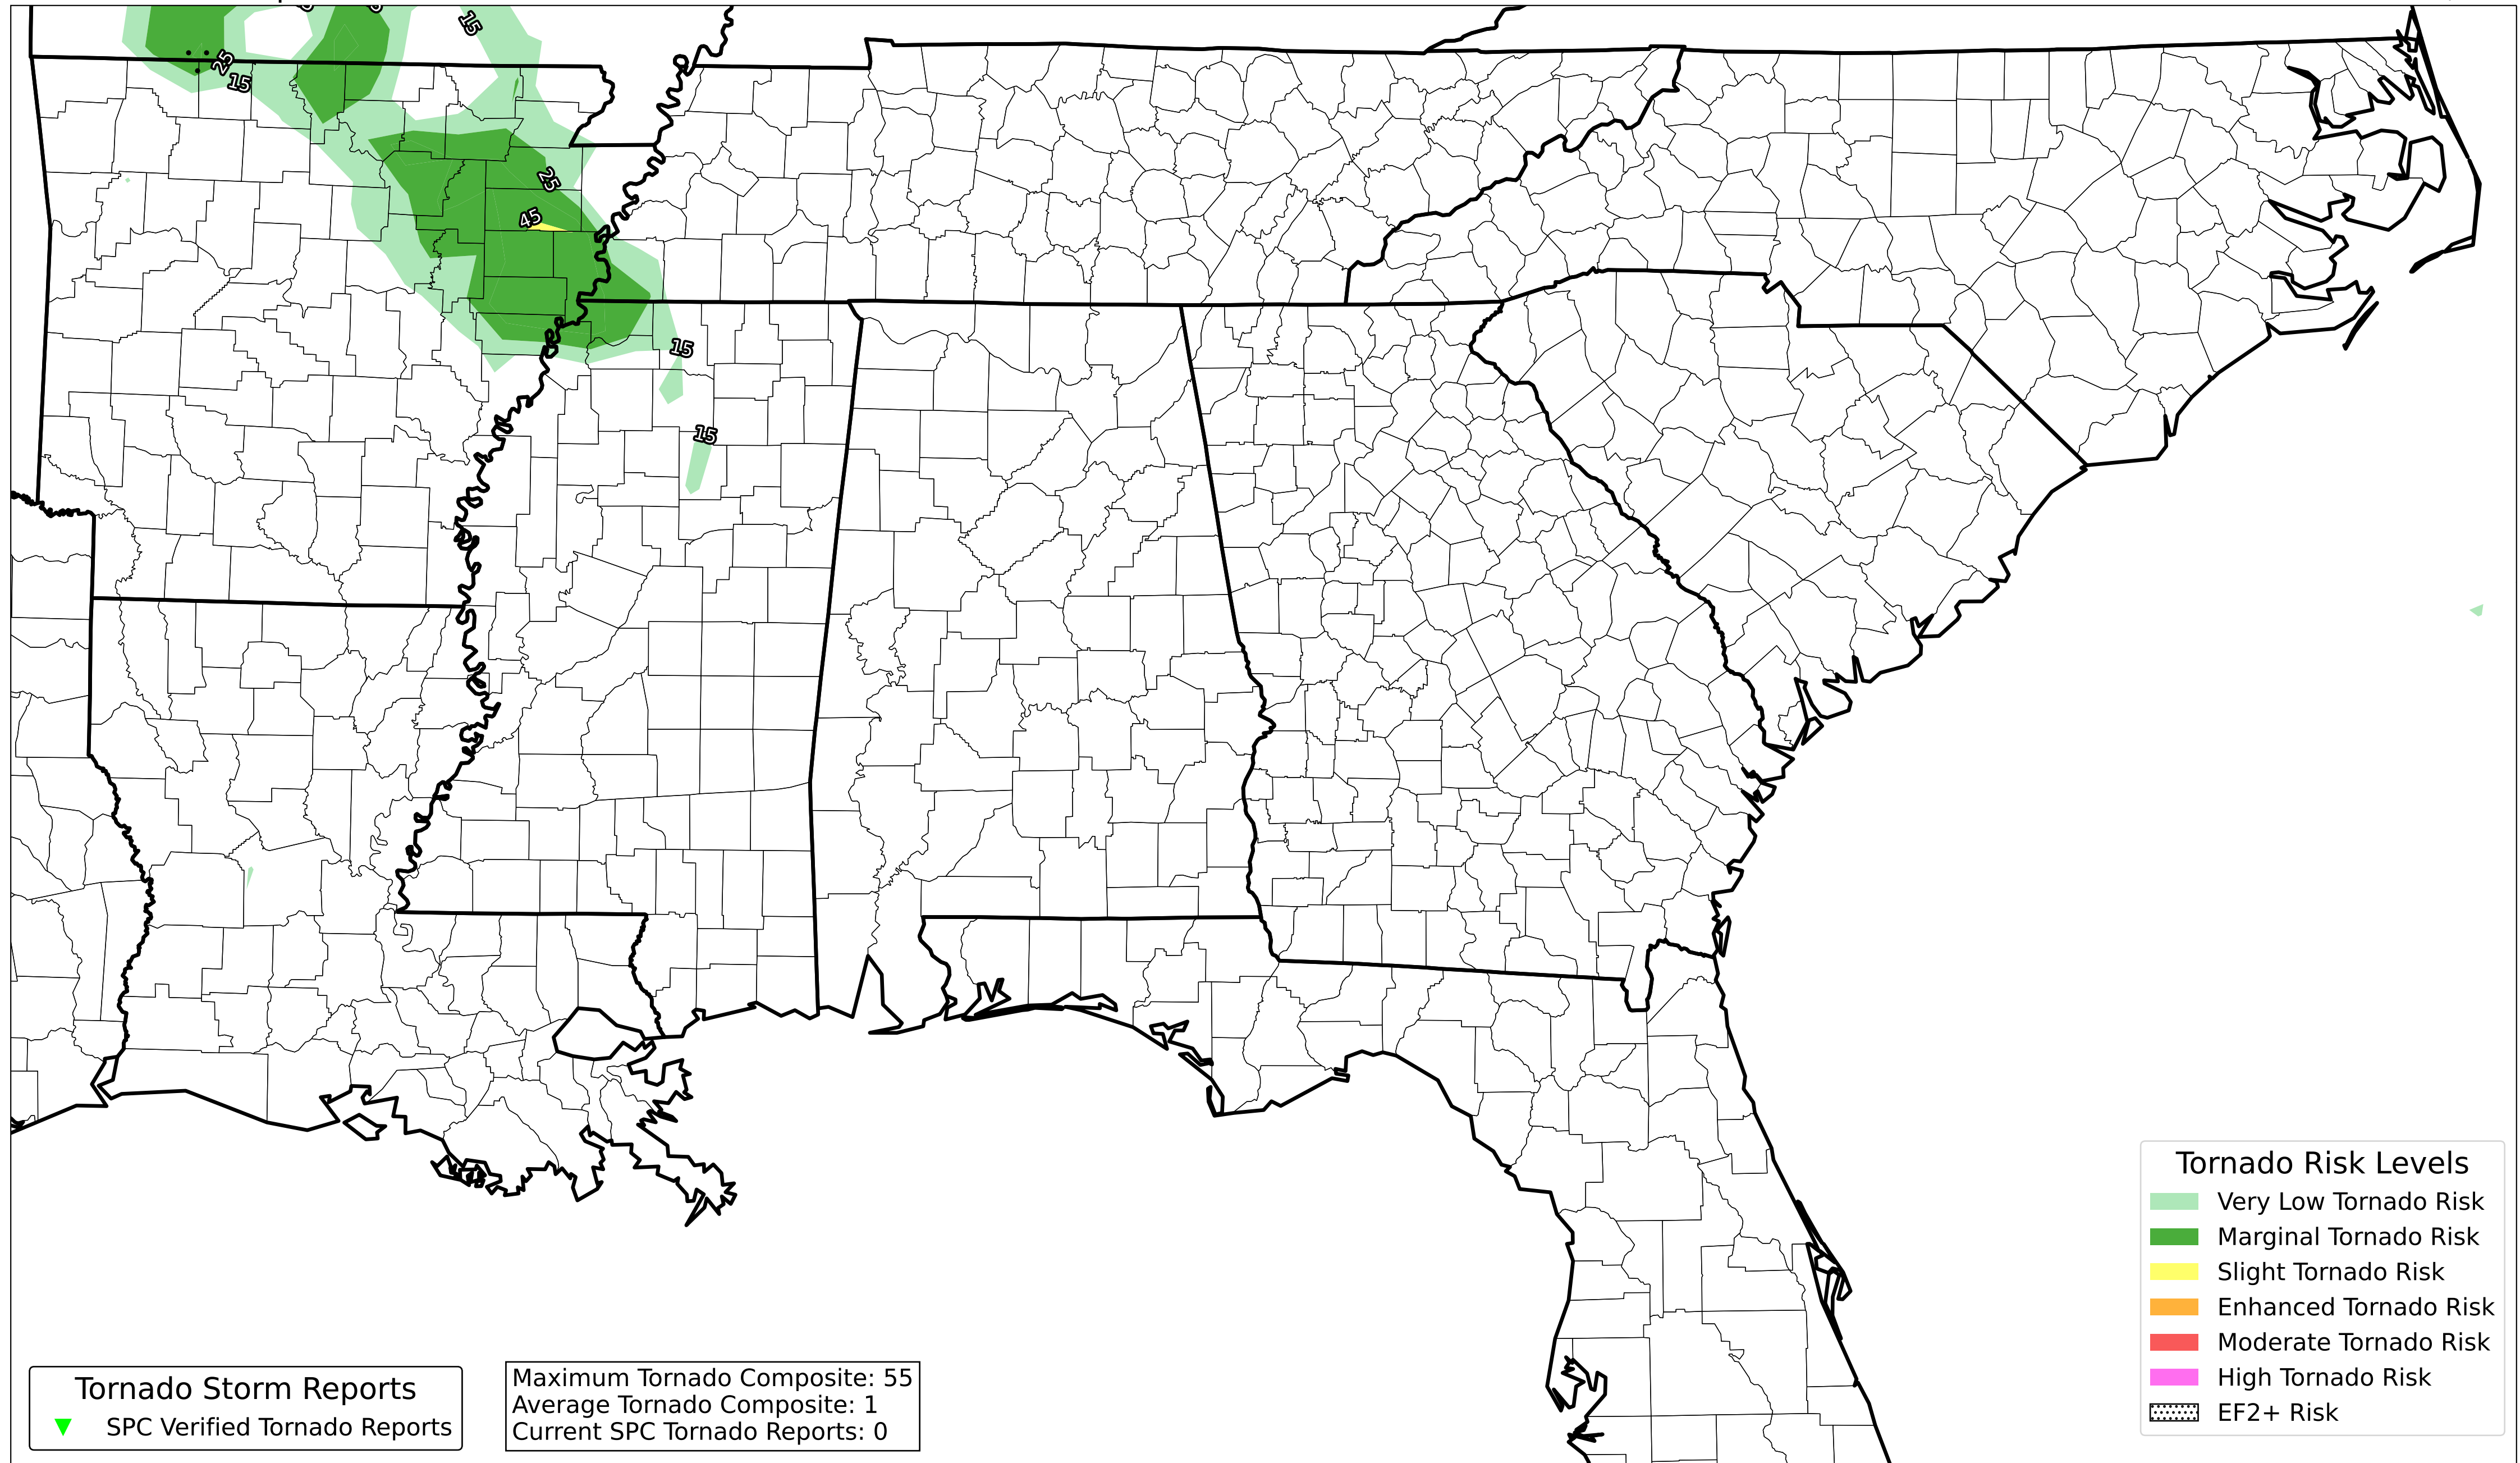 15
25
15
25
45
15
15
Tornado Risk Levels
Very Low Tornado Risk
Marginal Tornado Risk
Slight Tornado Risk
Enhanced Tornado Risk
Moderate Tornado Risk
High Tornado Risk
EF2+ Risk
Tornado Storm Reports
SPC Verified Tornado Reports
Maximum Tornado Composite: 55
Average Tornado Composite: 1
Current SPC Tornado Reports: 0